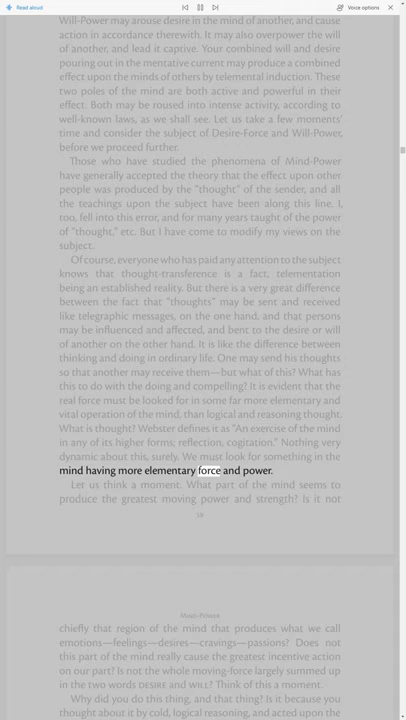 Read aloud
Voice options
Will-Power may arouse desire in the mind of another, and cause
action in accordance therewith. It may also overpower the will
of another, and lead it captive. Your combined will and desire
pouring out in the mentative current may produce a combined
effect upon the minds of others by telemental induction. These
two poles of the mind are both active and powerful in their
effect. Both may be roused into intense activity, according to
well-known laws, as we shall see. Let us take a few moments'
time and consider the subject of Desire-Force and Will-Power,
before we proceed further.
Those who have studied the phenomena of Mind-Power
have generally accepted the theory that the effect upon other
people was produced by the "thought" of the sender, and all
the teachings upon the subject have been along this line. I,
too, fell into this error, and for many years taught of the power
of "thought," etc. But I have come to modify my views on the
subject.
Of course, everyone who has paid any attention to the subject
knows that thought-transference is a fact, telementation
being an established reality. But there is a very great difference
between the fact that "thoughts" may be sent and received
like telegraphic messages, on the one hand, and that persons
may be influenced and affected, and bent to the desire or will
of another on the other hand. It is like the difference between
thinking and doing in ordinary life. One may send his thoughts
so that another may receive them—but what of this? What has
this to do with the doing and compelling? It is evident that the
real force must be looked for in some far more elementary and
vital operation of the mind, than logical and reasoning thought.
What is thought? Webster defines it as "An exercise of the mind
in any of its higher forms; reflection, cogitation." Nothing very
dynamic about this, surely. We must look for something in the
mind having more elementary force and power.
Let us think a moment. What part of the mind seems to
produce the greatest moving power and strength? Is it not
59
Mind-Power
chiefly that region of the mind that produces what we call
emotions—feelings—desires—cravings—passions? Does not
this part of the mind really cause the greatest incentive action
on our part? Is not the whole moving-force largely summed up
in the two words DESIRE and WILL? Think of this a moment.
Why did you do this thing, and that thing? Is it because you
thought about it by cold, logical reasoning, and acted upon the